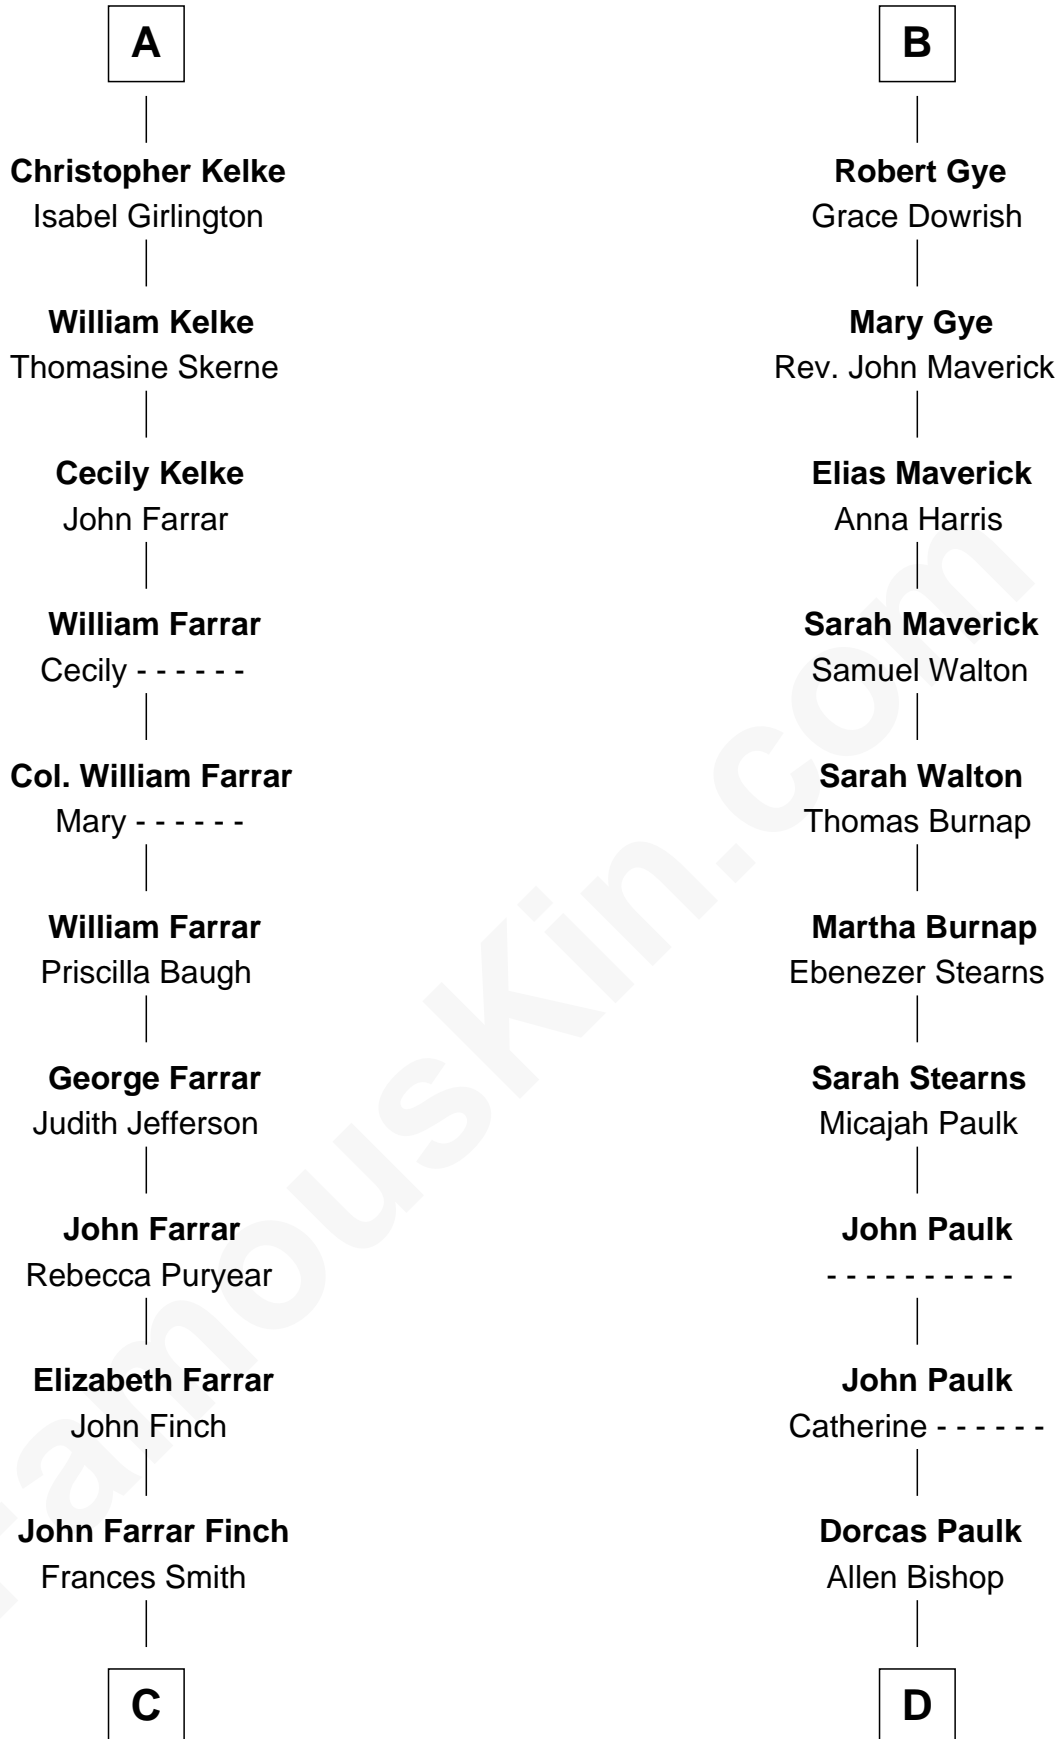 A
Christopher Kelke
Isabel Girlington
William Kelke
Thomasine Skerne
Cecily Kelke
John Farrar
William Farrar
Cecily - - - - - -
Col. William Farrar
Mary - - - - - -
William Farrar
Priscilla Baugh
George Farrar
Judith Jefferson
John Farrar
Rebecca Puryear
Elizabeth Farrar
John Finch
John Farrar Finch
Frances Smith
C
B
Robert Gye
Grace Dowrish
Mary Gye
Rev. John Maverick
Elias Maverick
Anna Harris
Sarah Maverick
Samuel Walton
Sarah Walton
Thomas Burnap
Martha Burnap
Ebenezer Stearns
Sarah Stearns
Micajah Paulk
John Paulk
- - - - - - - - - -
John Paulk
Catherine - - - - - -
Dorcas Paulk
Allen Bishop
D
FamousKin.com